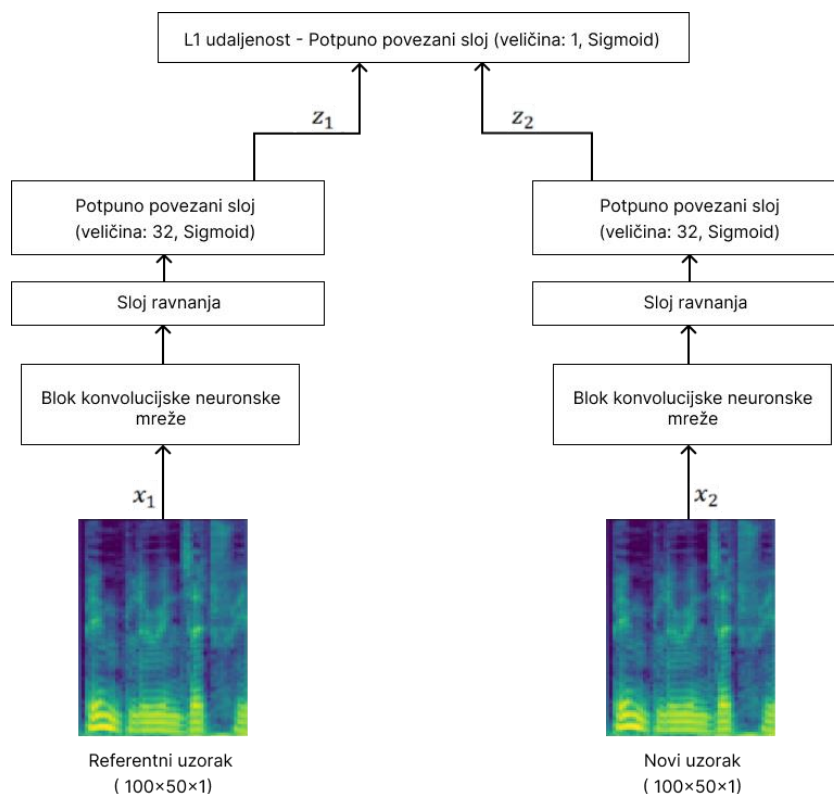 L1 udaljenost - Potpuno povezani sloj (veličina: 1, Sigmoid)
z₁
z₂
Potpuno povezani sloj
(veličina: 32, Sigmoid)
Potpuno povezani sloj
(veličina: 32, Sigmoid)
Sloj ravnanja
Sloj ravnanja
Blok konvolucijske neuronske
mreže
Blok konvolucijske neuronske
mreže
x₁
x₂
Referentni uzorak
( 100×50×1)
Novi uzorak
( 100×50×1)